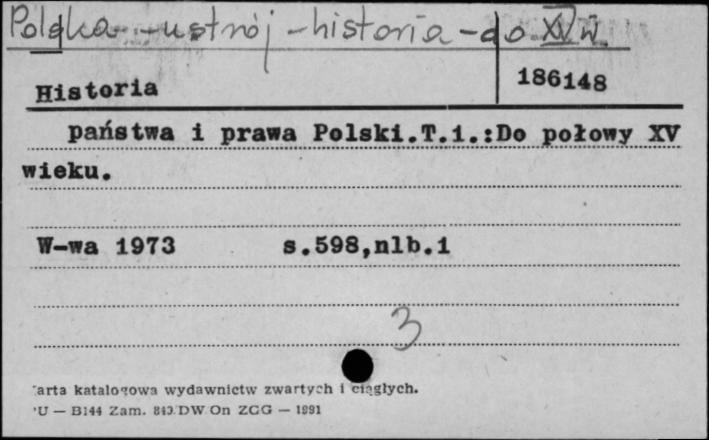 Polska-ustrój-historia-do XV w.
186148
Historia
państwa i prawa Polski.T.1.:Do połowy XV
wieku.
W-wa 1973 s.598,nlb.1
3
arta katalogowa wydawnictw zwartych i ciągłych.
U — B144 Zam. 843 DW On ZGG — 1991